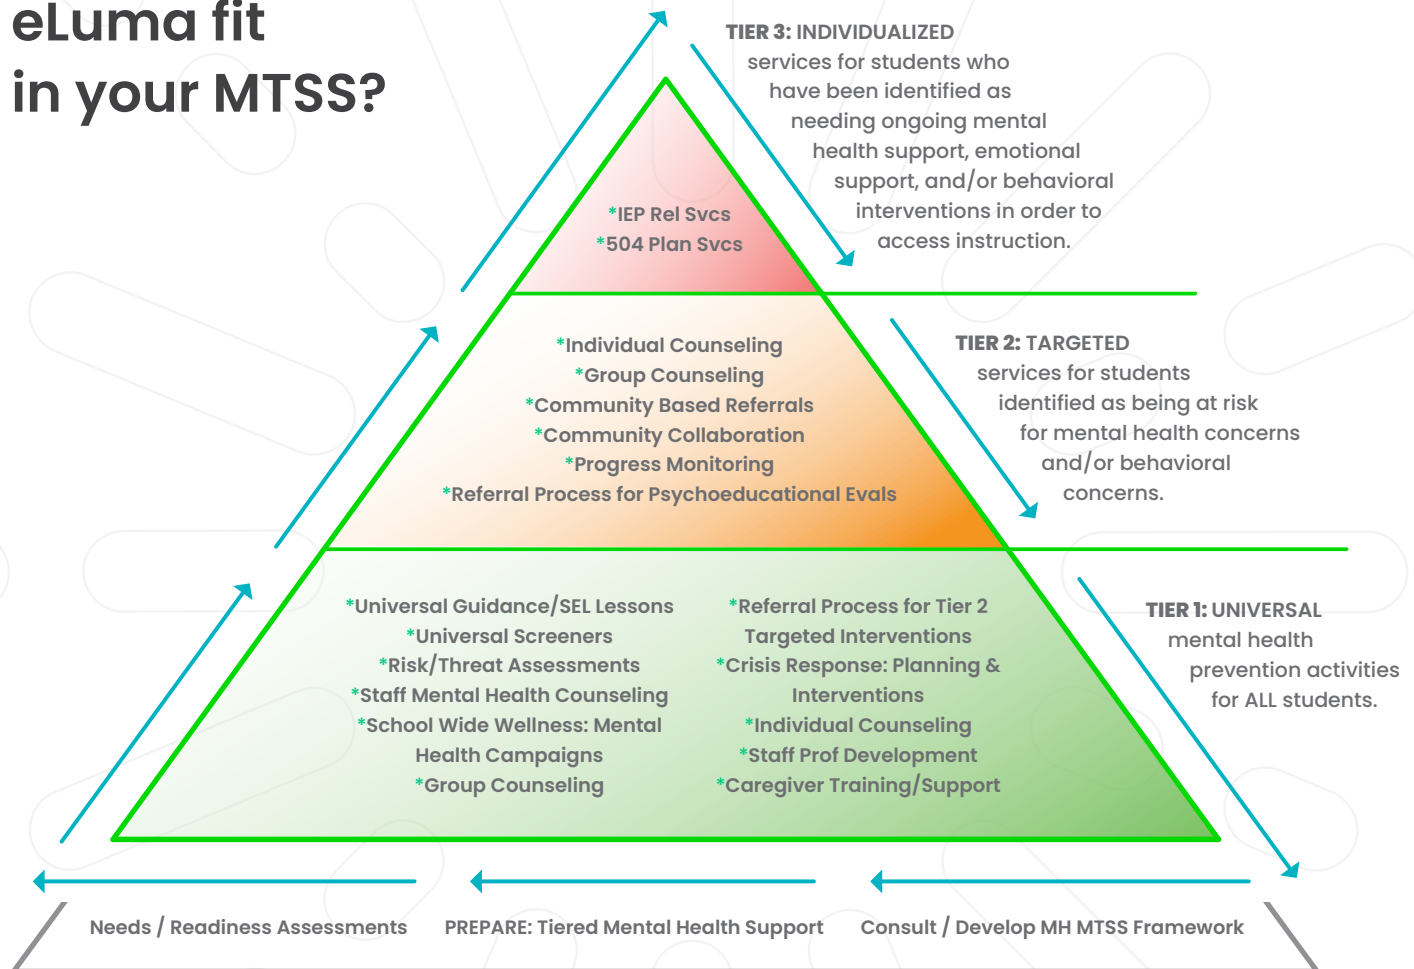 eLuma fit
in your MTSS?
TIER 3: INDIVIDUALIZED
services for students who
have been identified as
needing ongoing mental
health support, emotional
support, and/or behavioral
interventions in order to
access instruction.
*IEP Rel Svcs
*504 Plan Svcs
TIER 2: TARGETED
services for students
identified as being at risk
for mental health concerns
and/or behavioral
concerns.
*Individual Counseling
*Group Counseling
*Community Based Referrals
*Community Collaboration
*Progress Monitoring
*Referral Process for Psychoeducational Evals
TIER 1: UNIVERSAL
mental health
prevention activities
for ALL students.
*Universal Guidance/SEL Lessons
*Universal Screeners
*Risk/Threat Assessments
*Staff Mental Health Counseling
*School Wide Wellness: Mental
Health Campaigns
*Group Counseling
*Referral Process for Tier 2
Targeted Interventions
*Crisis Response: Planning &
Interventions
*Individual Counseling
*Staff Prof Development
*Caregiver Training/Support
Needs / Readiness Assessments
PREPARE: Tiered Mental Health Support
Consult / Develop MH MTSS Framework